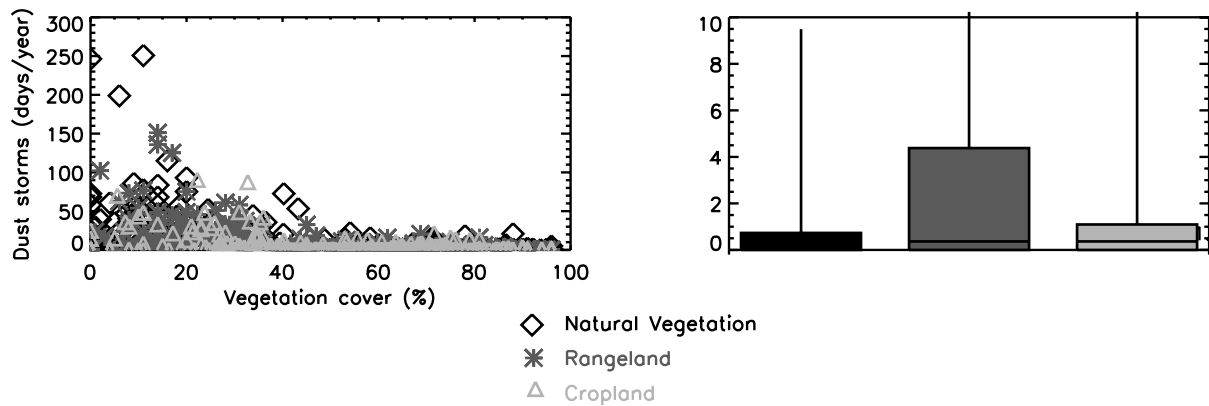 Dust storms (days/year)
300
250
200
150
100
50
0
0 20 40 60 80 100
Vegetation cover (%)
10
8
6
4
2
0
Natural Vegetation
Rangeland
Cropland